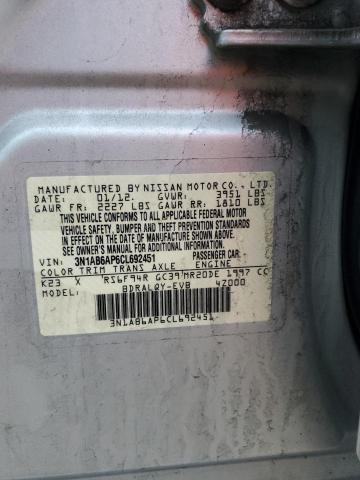 MANUFACTURED BY NISSAN MOTOR CO., LTD.
DATE: 01/12. GVWR: 3951 LBS
GAWR FR: 2227 LBS GAWR RR: 1810 LBS
THIS VEHICLE CONFORMS TO ALL APPLICABLE FEDERAL MOTOR
VEHICLE SAFETY, BUMPER AND THEFT PREVENTION STANDARDS
IN EFFECT ON THE DATE OF MANUFACTURE SHOWN ABOVE.
SEE OWNER'S MANUAL FOR ADDITIONAL INFORMATION.
VIN: 3N1AB6AP6CL692451 PASSENGER CAR
COLOR TRIM TRANS AXLE ENGINE
K23 X RS6F94R GC39 MR20DE 1997 CC
MODEL: BDRALQY-EVB 47000
3N1AB6AP6CL692451